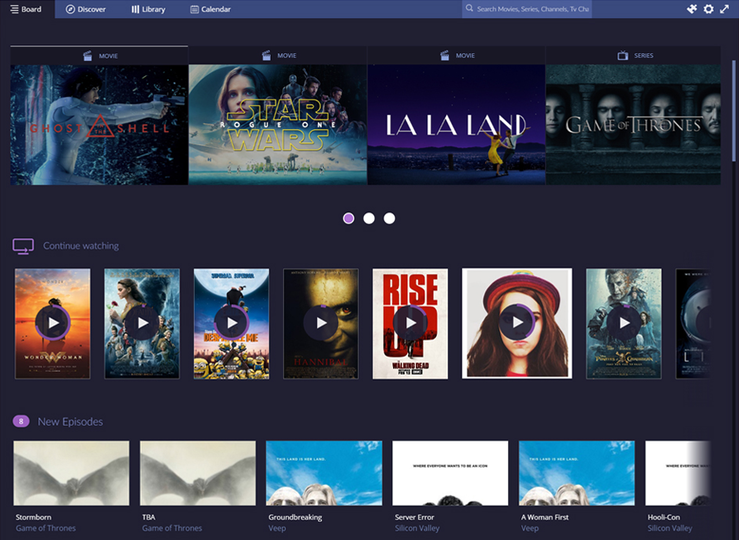 Board
Discover
Library
Calendar
Search Movies, Series, Channels, Tv Cha
MOVIE
MOVIE
MOVIE
SERIES
GHOST IN THE SHELL
STAR
ROGUE ONE
WARS
LA LA LAND
GAME OF THRONES
Continue watching
WONDER WOMAN
DESPICABLE ME
HANNIBAL
RISE
UP
THE
WALKING DEAD
AMC
8
New Episodes
THIS LAND IS HER LAND.
WHERE EVERYONE WANTS TO BE AN ICON
THIS LAND IS HER LAND.
WHERE EVERYONE WANTS
Stormborn
TBA
Groundbreaking
Server Error
A Woman First
Hooli-Con
Game of Thrones
Game of Thrones
Veep
Silicon Valley
Veep
Silicon Valley